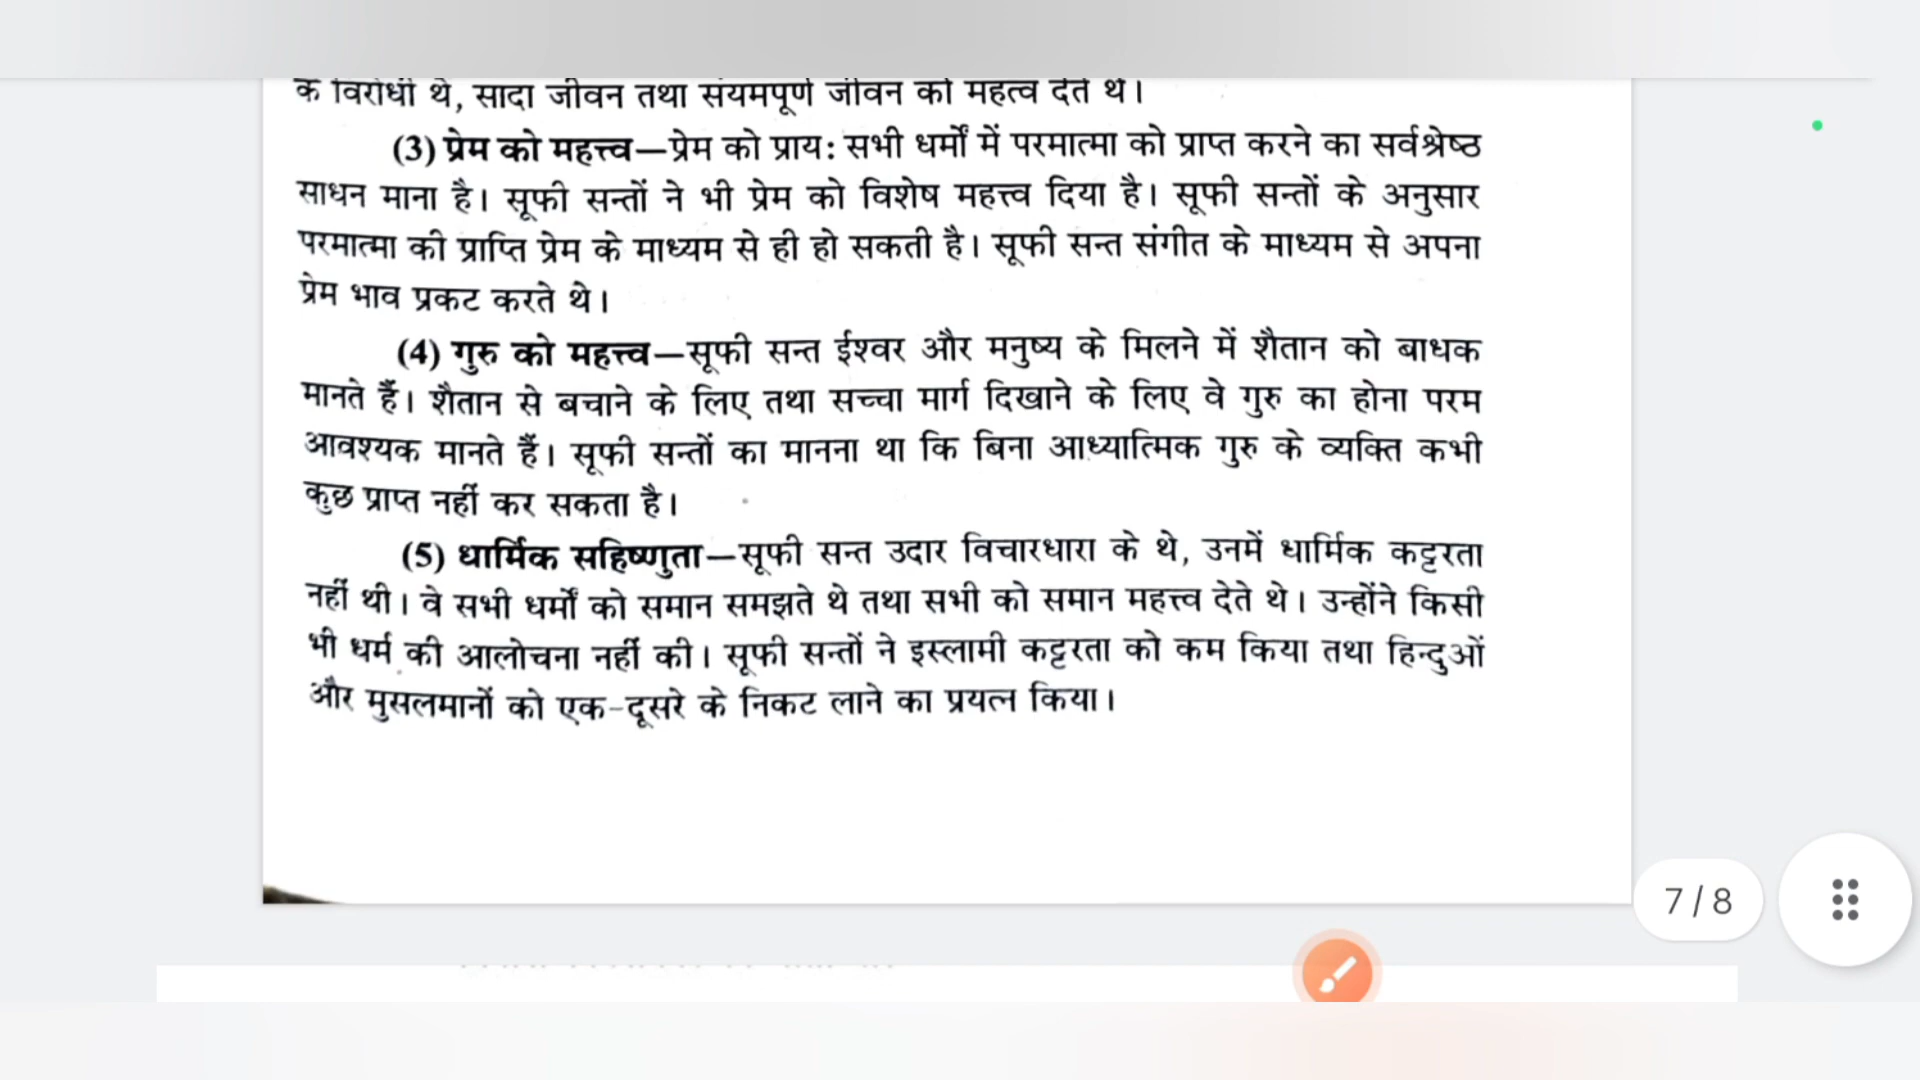 के विरोधी थे, सादा जीवन तथा संयमपूर्ण जीवन को महत्व देते थे।
(3) प्रेम को महत्त्व—प्रेम को प्राय: सभी धर्मों में परमात्मा को प्राप्त करने का सर्वश्रेष्ठ
साधन माना है। सूफी सन्तों ने भी प्रेम को विशेष महत्त्व दिया है। सूफी सन्तों के अनुसार
परमात्मा की प्राप्ति प्रेम के माध्यम से ही हो सकती है। सूफी सन्त संगीत के माध्यम से अपना
प्रेम भाव प्रकट करते थे।
(4) गुरु को महत्त्व—सूफी सन्त ईश्वर और मनुष्य के मिलने में शैतान को बाधक
मानते हैं। शैतान से बचाने के लिए तथा सच्चा मार्ग दिखाने के लिए वे गुरु का होना परम
आवश्यक मानते हैं। सूफी सन्तों का मानना था कि बिना आध्यात्मिक गुरु के व्यक्ति कभी
कुछ प्राप्त नहीं कर सकता है।
(5) धार्मिक सहिष्णुता—सूफी सन्त उदार विचारधारा के थे, उनमें धार्मिक कट्टरता
नहीं थी। वे सभी धर्मों को समान समझते थे तथा सभी को समान महत्त्व देते थे। उन्होंने किसी
भी धर्म की आलोचना नहीं की। सूफी सन्तों ने इस्लामी कट्टरता को कम किया तथा हिन्दुओं
और मुसलमानों को एक-दूसरे के निकट लाने का प्रयत्न किया।
7 / 8